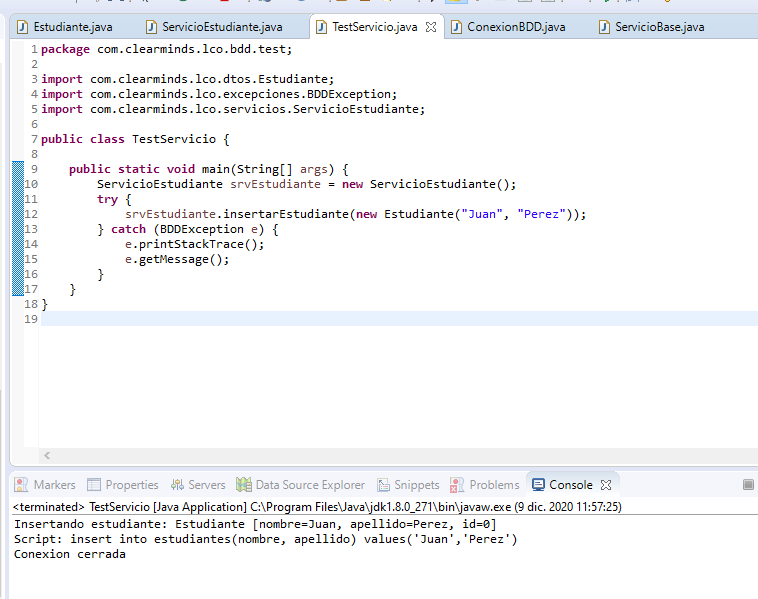 Estudiante.java ServicioEstudiante.java TestServicio.java ConexionBDD.java ServicioBase.java
1 package com.clearminds.lco.bdd.test;
2
3 import com.clearminds.lco.dtos.Estudiante;
4 import com.clearminds.lco.excepciones.BDDException;
5 import com.clearminds.lco.servicios.ServicioEstudiante;
6
7 public class TestServicio {
8
9     public static void main(String[] args) {
10         ServicioEstudiante srvEstudiante = new ServicioEstudiante();
11         try {
12             srvEstudiante.insertarEstudiante(new Estudiante("Juan", "Perez"));
13         } catch (BDDException e) {
14             e.printStackTrace();
15             e.getMessage();
16         }
17     }
18 }
19
Markers Properties Servers Data Source Explorer Snippets Problems Console
<terminated> TestServicio [Java Application] C:\Program Files\Java\jdk1.8.0_271\bin\javaw.exe (9 dic. 2020 11:57:25)
Insertando estudiante: Estudiante [nombre=Juan, apellido=Perez, id=0]
Script: insert into estudiantes(nombre, apellido) values('Juan','Perez')
Conexion cerrada